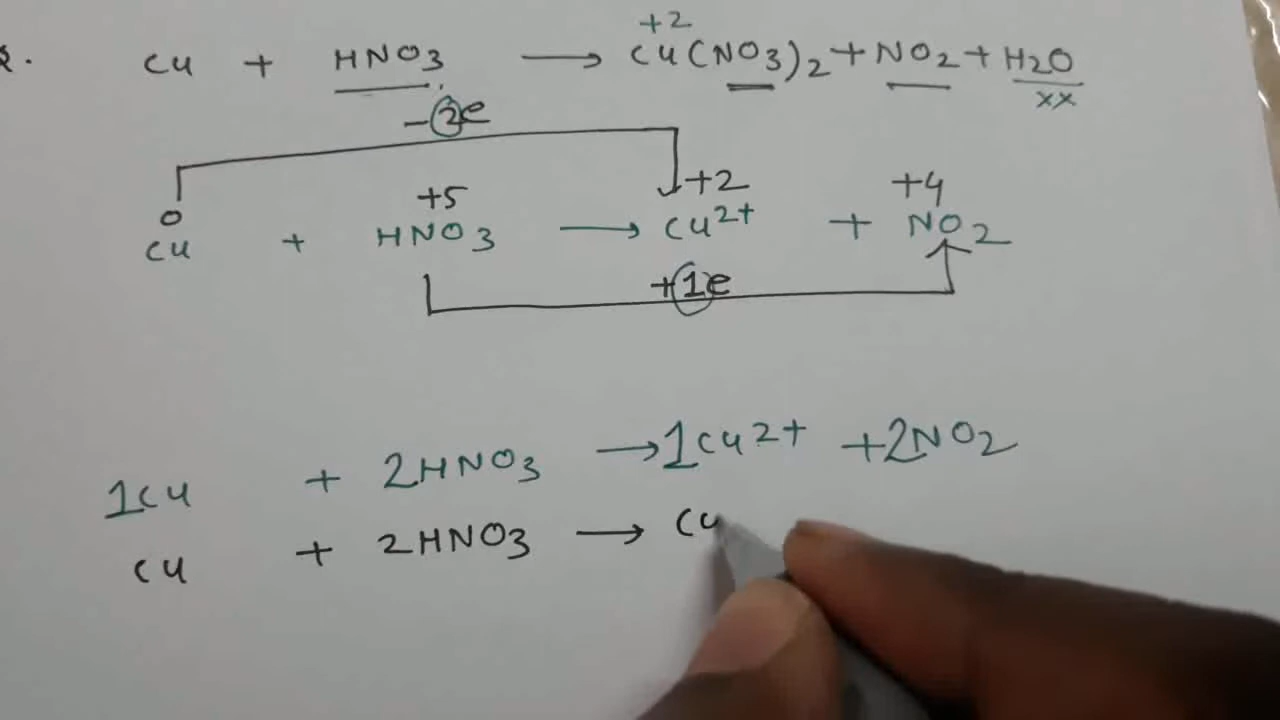 2. Cu + HNO3 → Cu(NO3)2 + NO2 + H2O
+2
xx
-2e
0 +5 +2 +4
Cu + HNO3 → Cu2+ + NO2
+1e
1Cu + 2HNO3 → 1Cu2+ + 2NO2
Cu + 2HNO3 → Cu